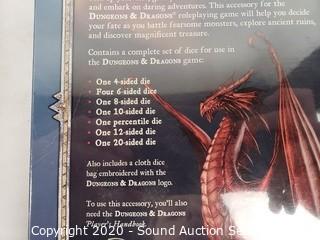 and embark on daring adventures. This accessory for the
DUNGEONS & DRAGONS® roleplaying game will help you decide
your fate as you battle fearsome monsters, explore ancient ruins,
and discover magnificent treasure.
Contains a complete set of dice for use in
the DUNGEONS & DRAGONS game:
• One 4-sided die
• Four 6-sided dice
• One 8-sided die
• One 10-sided die
• One percentile die
• One 12-sided die
• One 20-sided die
Also includes a cloth dice
bag embroidered with the
DUNGEONS & DRAGONS logo.
To use this accessory, you'll also
need the DUNGEONS & DRAGONS
Player's Handbook.
Copyright 2020 - Sound Auction Service